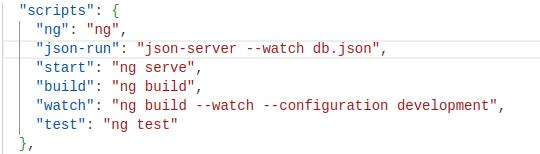 "scripts": {
"ng": "ng",
"json-run": "json-server --watch db.json",
"start": "ng serve",
"build": "ng build",
"watch": "ng build --watch --configuration development",
"test": "ng test"
},